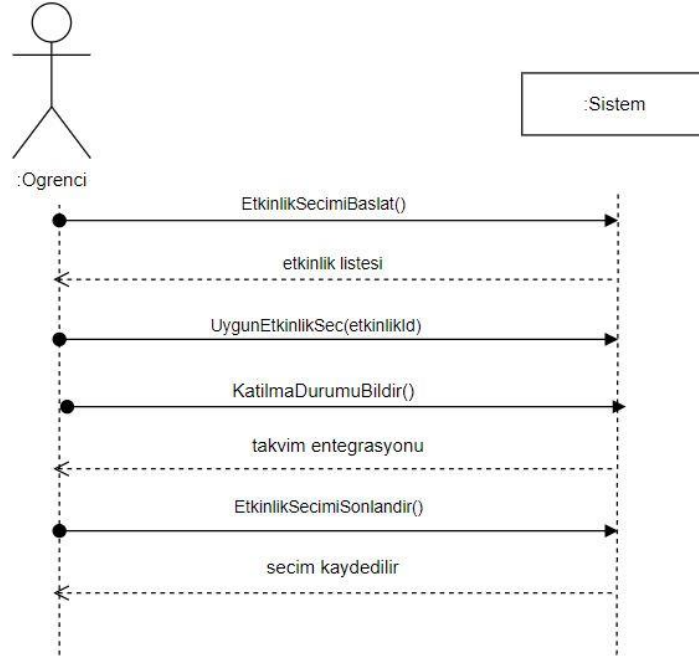 :Sistem
:Ogrenci
EtkinlikSecimiBaslat()
etkinlik listesi
UygunEtkinlikSec(etkinlikId)
KatilmaDurumuBildir()
takvim entegrasyonu
EtkinlikSecimiSonlandir()
secim kaydedilir